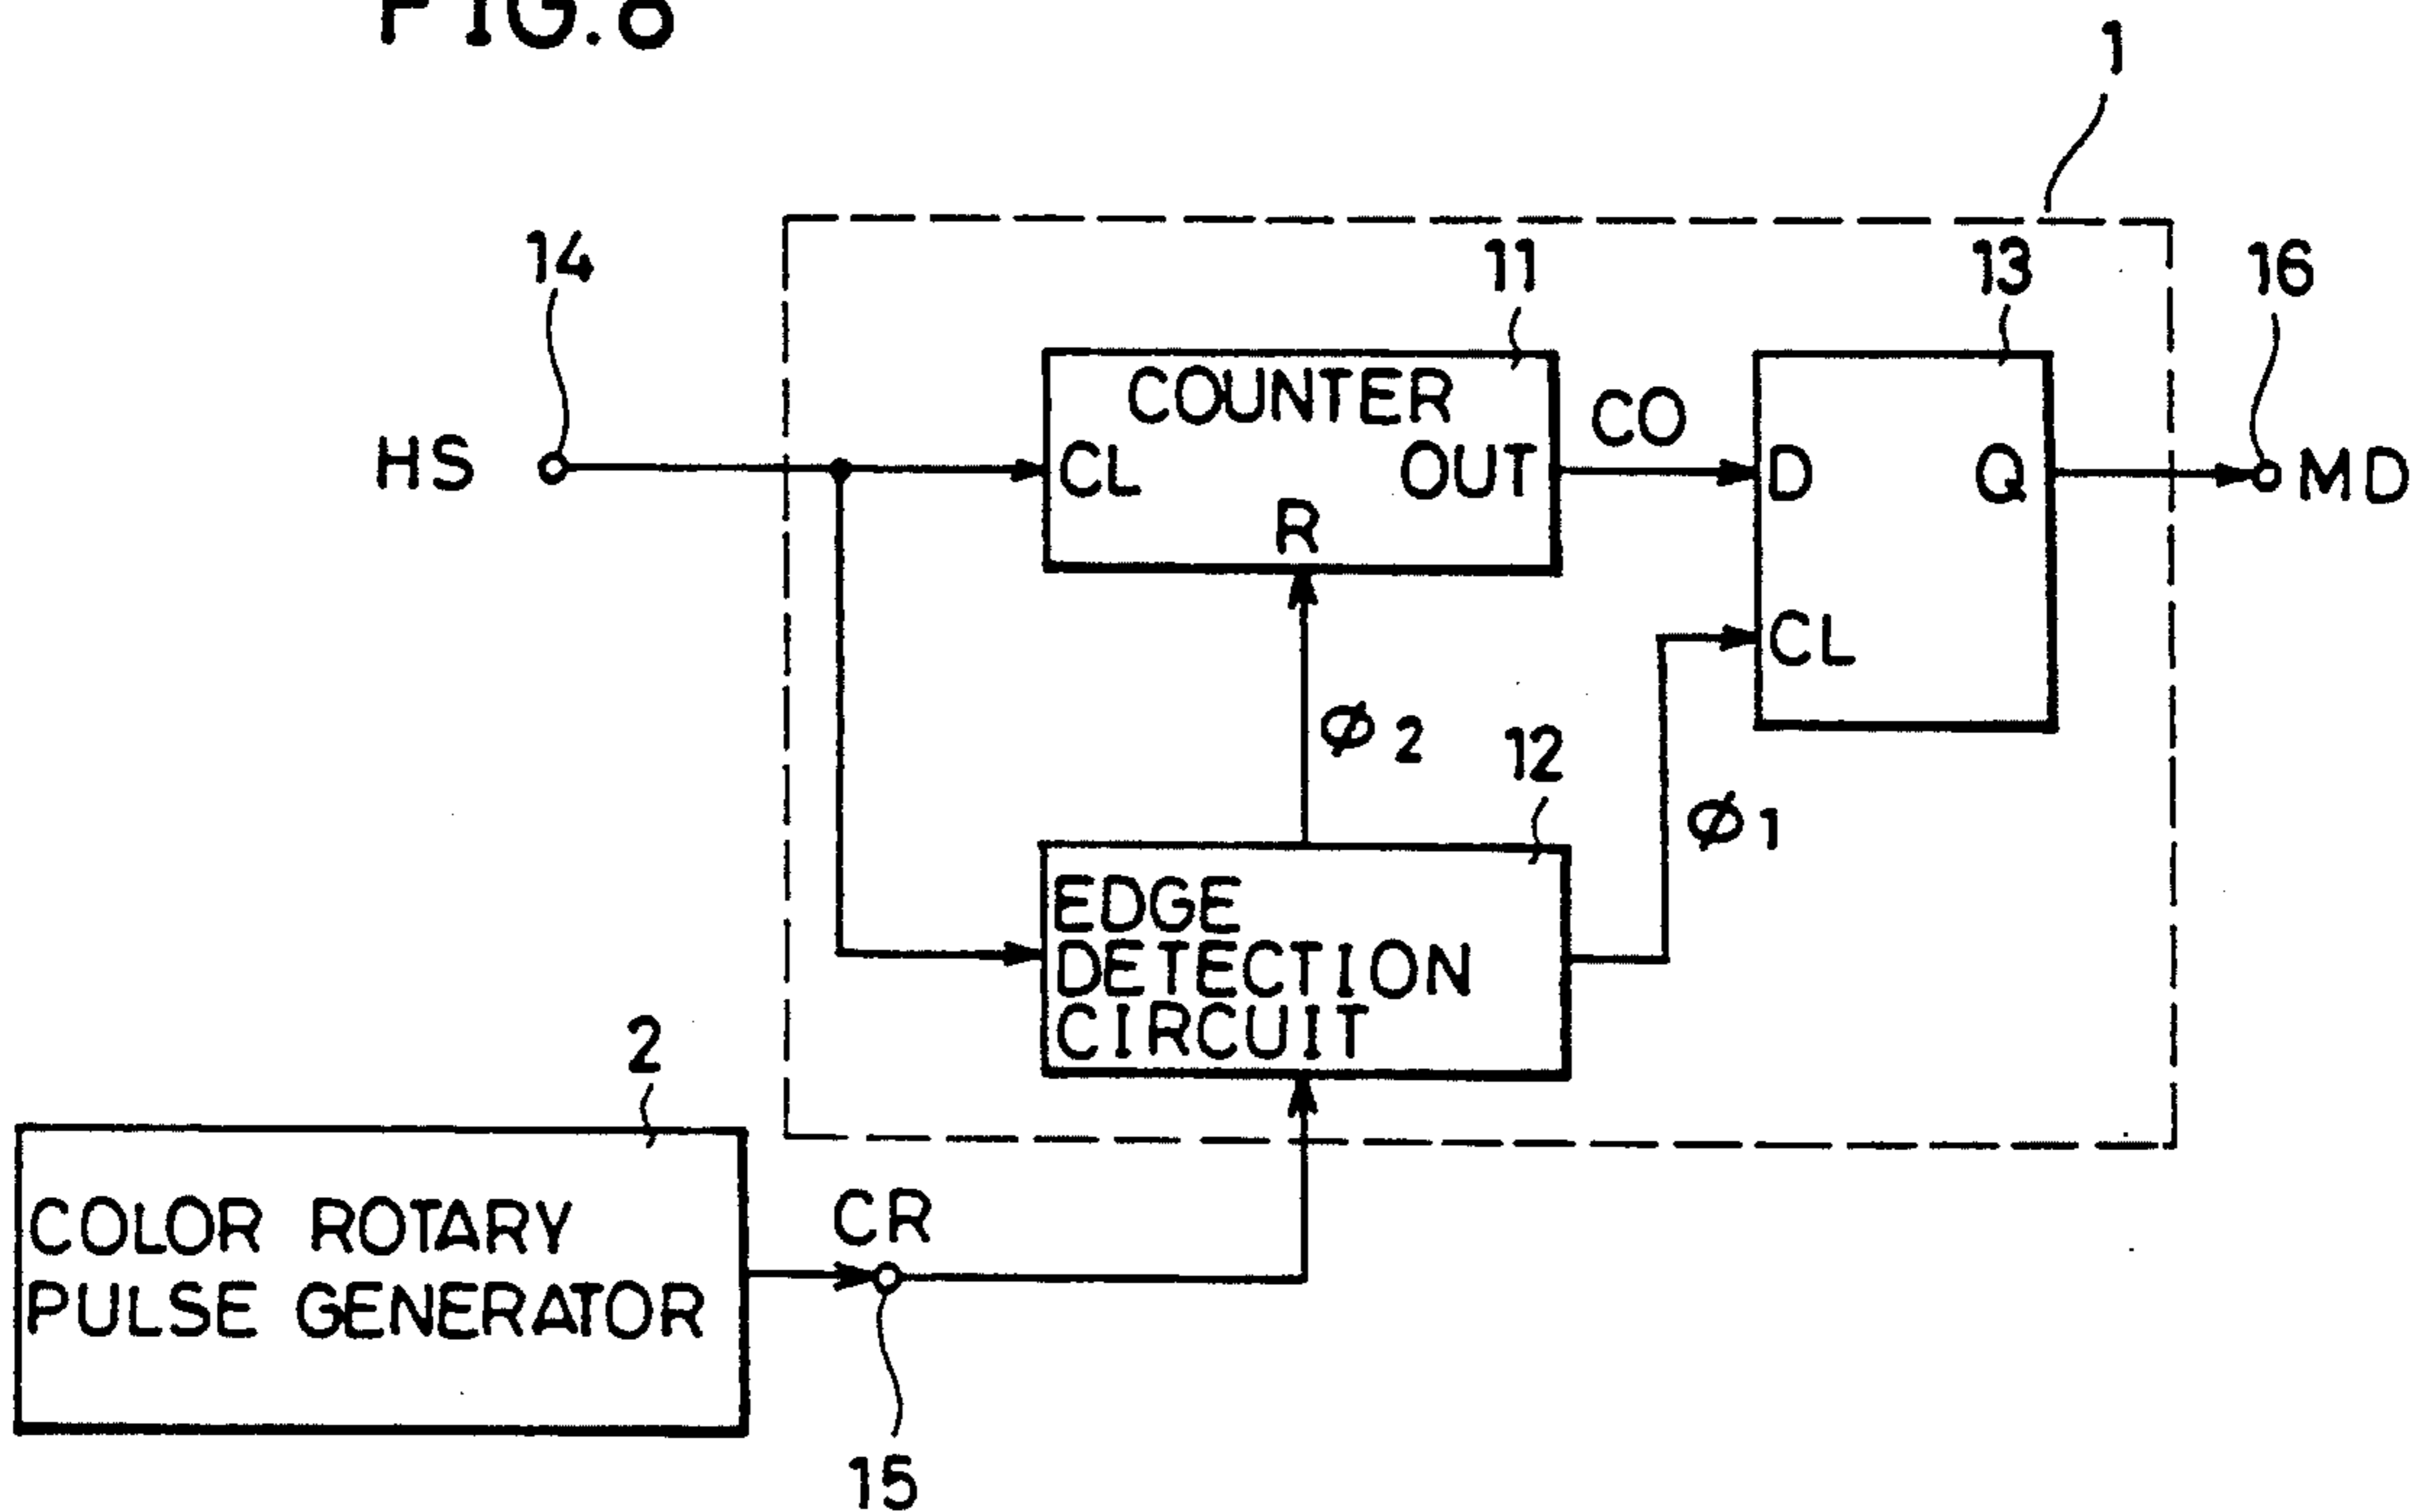 FIG.8
1
14
11
13
16
COUNTER
CO
HS
CL
OUT
D
Q
MD
R
CL
φ2
12
φ1
EDGE
DETECTION
CIRCUIT
2
COLOR ROTARY
PULSE GENERATOR
CR
15